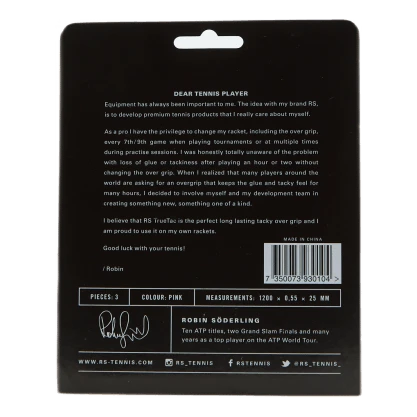 DEAR TENNIS PLAYER
Equipment has always been important to me. The idea with my brand RS,
is to develop premium tennis products that I really care about myself.
As a pro I have the privilege to change my racket, including the over grip,
every 7th/9th game when playing tournaments or at multiple times
during practise sessions. I was honestly totally unaware of the problem
with loss of glue or tackiness after playing an hour or two without
changing the over grip. When I realized that many players around the
world are asking for an overgrip that keeps the glue and tacky feel for
many hours, I decided to involve myself and my development team in
creating something new, something one of a kind.
I believe that RS TrueTac is the perfect long lasting tacky over grip and I
am proud to use it on my own rackets.
Good luck with your tennis!
/Robin
MADE IN CHINA
7 350073 930104 >
PIECES: 3 COLOUR: PINK MEASUREMENTS: 1200 × 0,55 × 25 MM
ROBIN SÖDERLING
Ten ATP titles, two Grand Slam Finals and many
years as a top player on the ATP World Tour.
WWW.RS-TENNIS.COM RS_TENNIS RSTENNIS @RS_TENNIS_